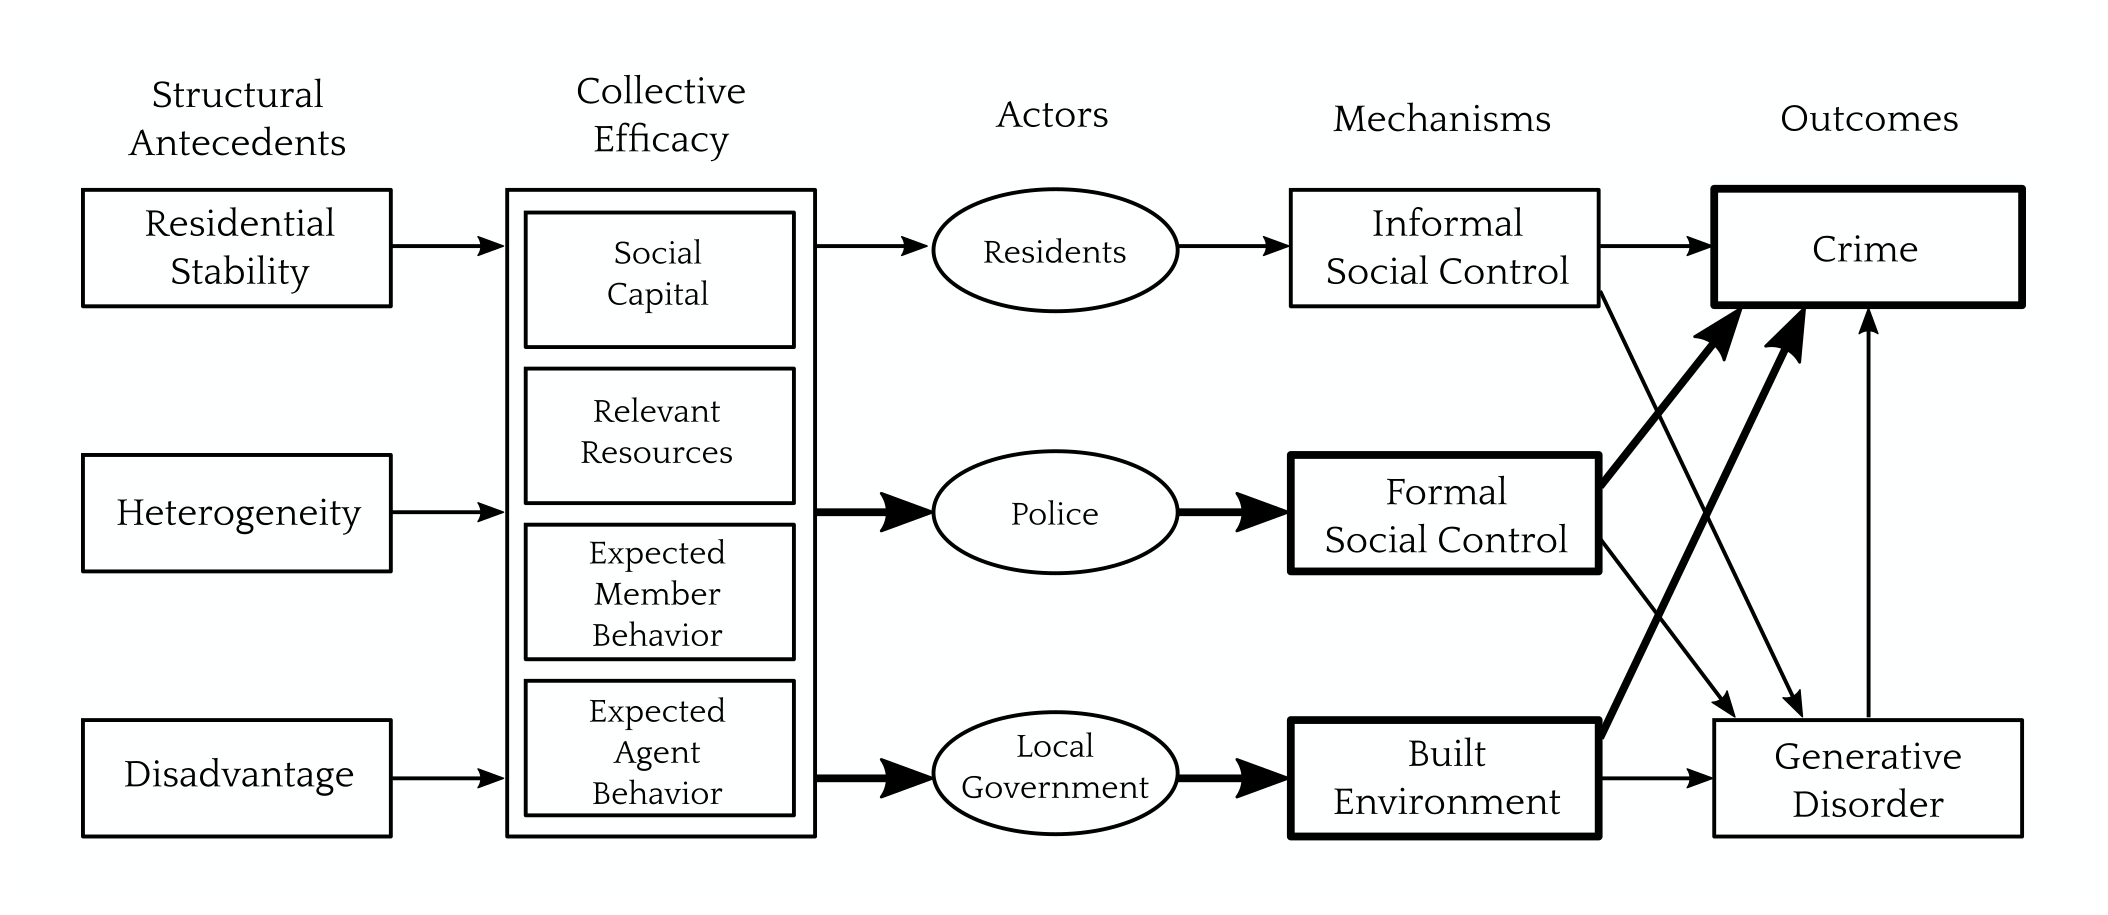 Structural
Antecedents
Collective
Efficacy
Actors
Mechanisms
Outcomes
Residential
Stability
Heterogeneity
Disadvantage
Social
Capital
Relevant
Resources
Expected
Member
Behavior
Expected
Agent
Behavior
Residents
Police
Local
Government
Informal
Social Control
Formal
Social Control
Built
Environment
Crime
Generative
Disorder